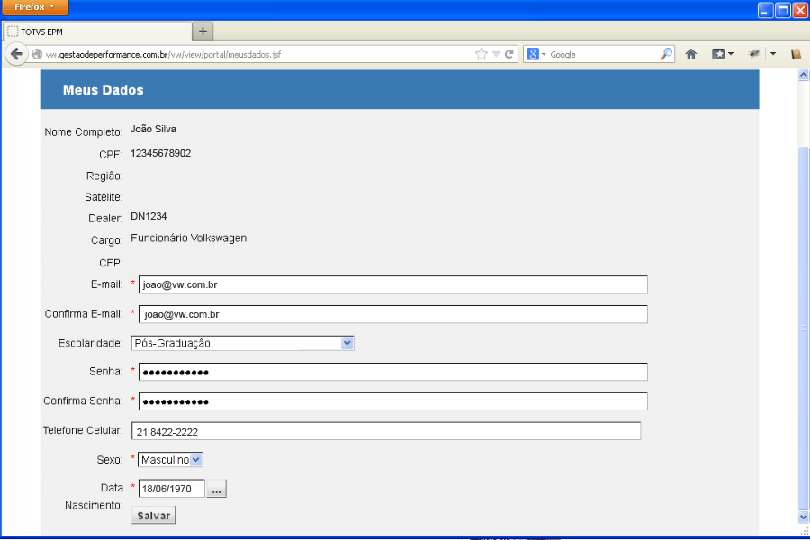 Firefox
TOTVS EPM
vw.gestaodeperformance.com.br/vw/view/portal/meusdados.jsf
Google
Meus Dados
Nome Completo: João Silva
CPF: 12345678902
Região:
Satélite:
Dealer: DN1234
Cargo: Funcionário Volkswagen
CEP:
E-mail: * joao@vw.com.br
Confirma E-mail: * joao@vw.com.br
Escolaridade: Pós-Graduação
Senha: * •••••••••••
Confirma Senha: * •••••••••••
Telefone Celular: 21 8422-2222
Sexo: * Masculino
Data Nascimento: * 18/06/1970 ...
Salvar